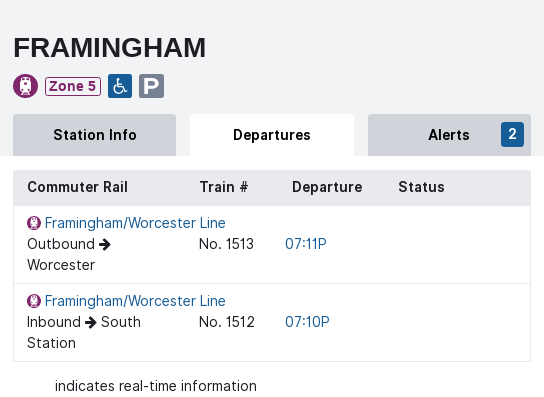 FRAMINGHAM
Zone 5
P
Station Info
Departures
Alerts
2
Commuter Rail Train # Departure Status
Framingham/Worcester Line
Outbound → No. 1513 07:11P
Worcester
Framingham/Worcester Line
Inbound → South No. 1512 07:10P
Station
indicates real-time information